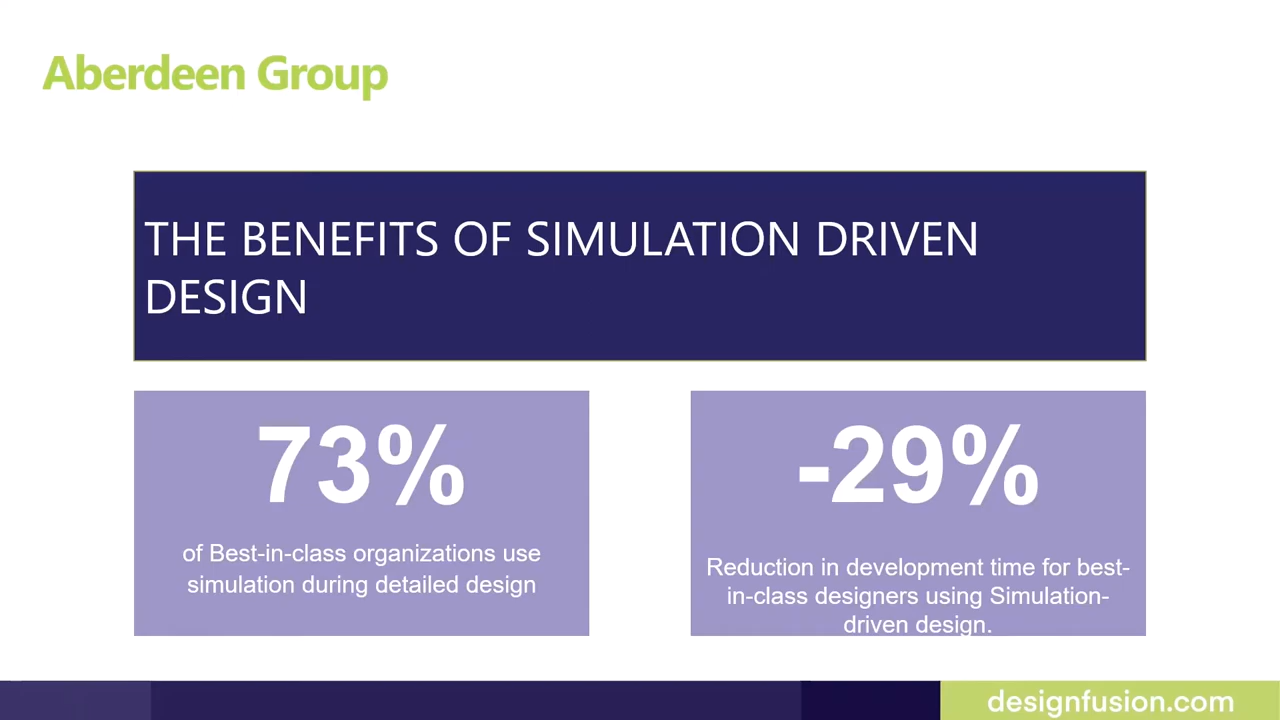 Aberdeen Group
THE BENEFITS OF SIMULATION DRIVEN
DESIGN
73%
of Best-in-class organizations use
simulation during detailed design
-29%
Reduction in development time for best-
in-class designers using Simulation-
driven design.
designfusion.com